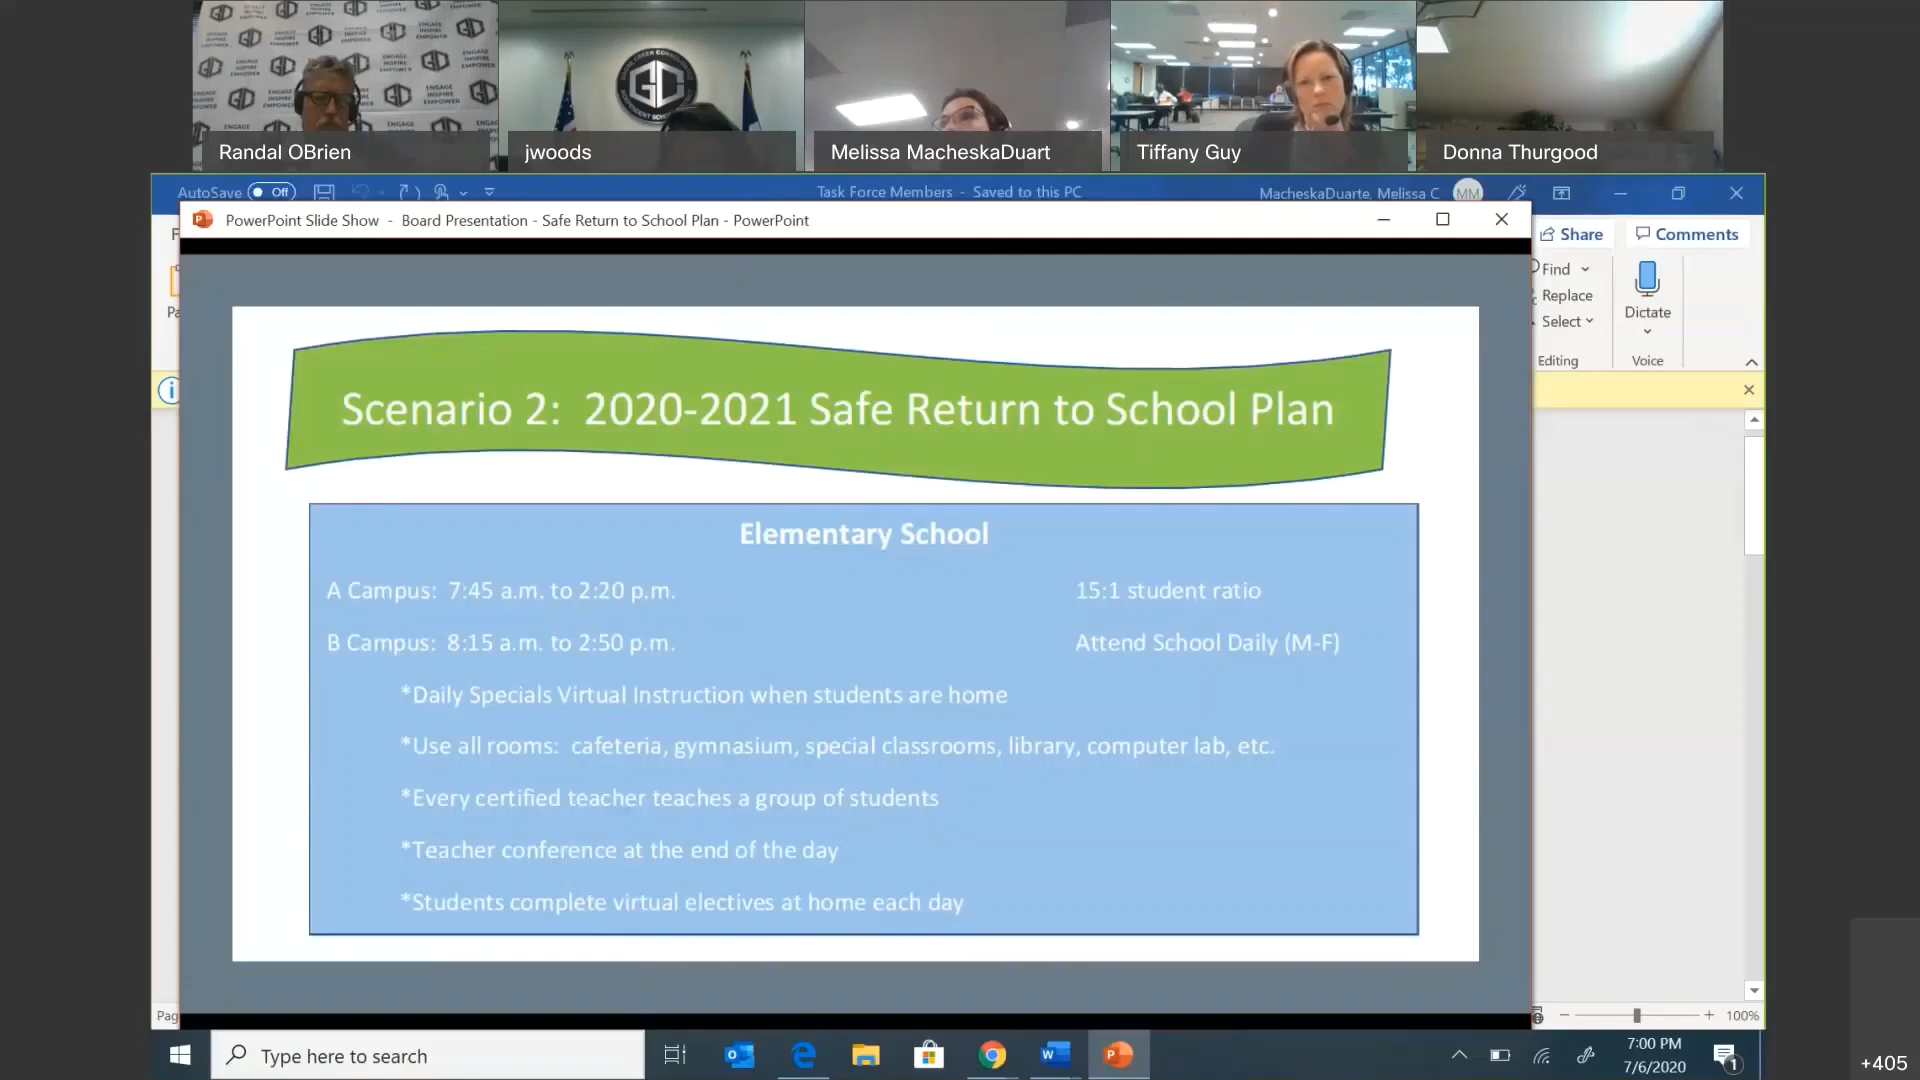 Randal OBrien
jwoods
Melissa MacheskaDuart
Tiffany Guy
Donna Thurgood
AutoSave Off
Task Force Members - Saved to this PC
MacheskaDuarte, Melissa C MM
PowerPoint Slide Show - Board Presentation - Safe Return to School Plan - PowerPoint
Share
Comments
Find
Replace
Select
Dictate
Editing
Voice
Scenario 2: 2020-2021 Safe Return to School Plan
Elementary School
A Campus: 7:45 a.m. to 2:20 p.m. 15:1 student ratio
B Campus: 8:15 a.m. to 2:50 p.m. Attend School Daily (M-F)
*Daily Specials Virtual Instruction when students are home
*Use all rooms: cafeteria, gymnasium, special classrooms, library, computer lab, etc.
*Every certified teacher teaches a group of students
*Teacher conference at the end of the day
*Students complete virtual electives at home each day
Pag
100%
Type here to search
7:00 PM
7/6/2020
1
+405